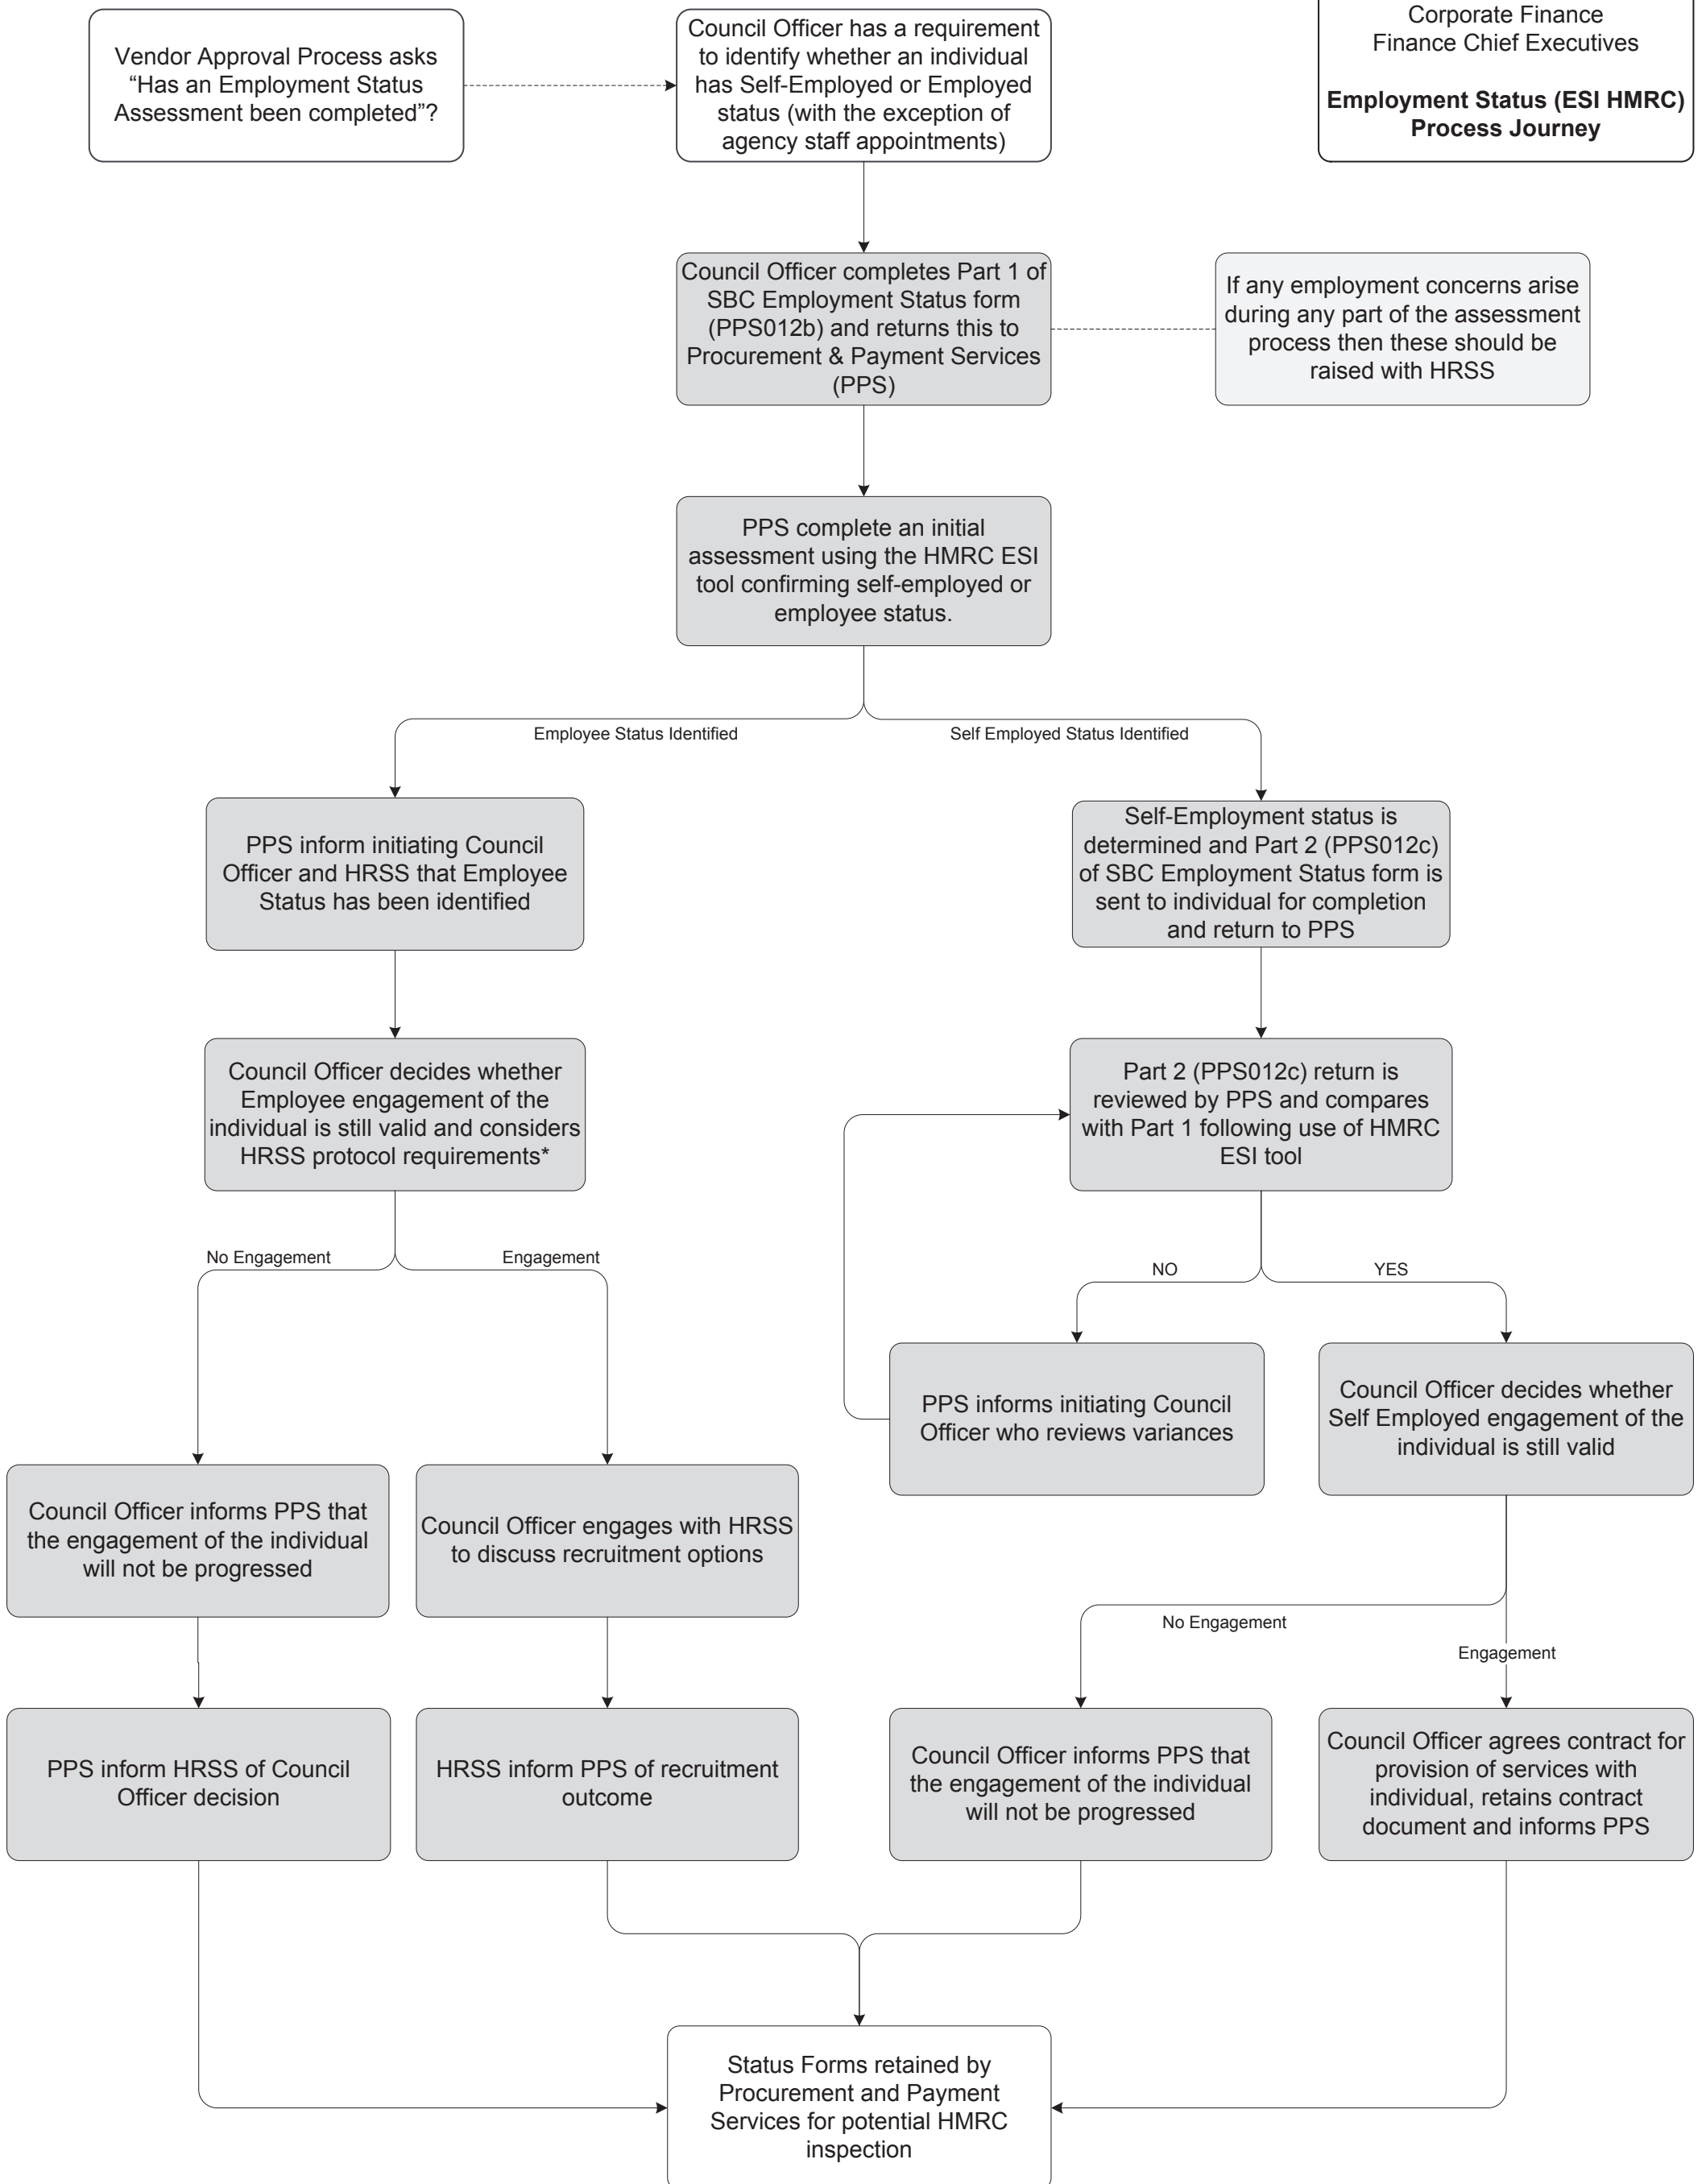 Vendor Approval Process asks
“Has an Employment Status
Assessment been completed”?
Council Officer has a requirement
to identify whether an individual
has Self-Employed or Employed
status (with the exception of
agency staff appointments)
Corporate Finance
Finance Chief Executives
Employment Status (ESI HMRC)
Process Journey
Council Officer completes Part 1 of
SBC Employment Status form
(PPS012b) and returns this to
Procurement & Payment Services
(PPS)
If any employment concerns arise
during any part of the assessment
process then these should be
raised with HRSS
PPS complete an initial
assessment using the HMRC ESI
tool confirming self-employed or
employee status.
Employee Status Identified
Self Employed Status Identified
PPS inform initiating Council
Officer and HRSS that Employee
Status has been identified
Self-Employment status is
determined and Part 2 (PPS012c)
of SBC Employment Status form is
sent to individual for completion
and return to PPS
Council Officer decides whether
Employee engagement of the
individual is still valid and considers
HRSS protocol requirements*
Part 2 (PPS012c) return is
reviewed by PPS and compares
with Part 1 following use of HMRC
ESI tool
No Engagement
Engagement
NO
YES
PPS informs initiating Council
Officer who reviews variances
Council Officer decides whether
Self Employed engagement of the
individual is still valid
Council Officer informs PPS that
the engagement of the individual
will not be progressed
Council Officer engages with HRSS
to discuss recruitment options
No Engagement
Engagement
PPS inform HRSS of Council
Officer decision
HRSS inform PPS of recruitment
outcome
Council Officer informs PPS that
the engagement of the individual
will not be progressed
Council Officer agrees contract for
provision of services with
individual, retains contract
document and informs PPS
Status Forms retained by
Procurement and Payment
Services for potential HMRC
inspection